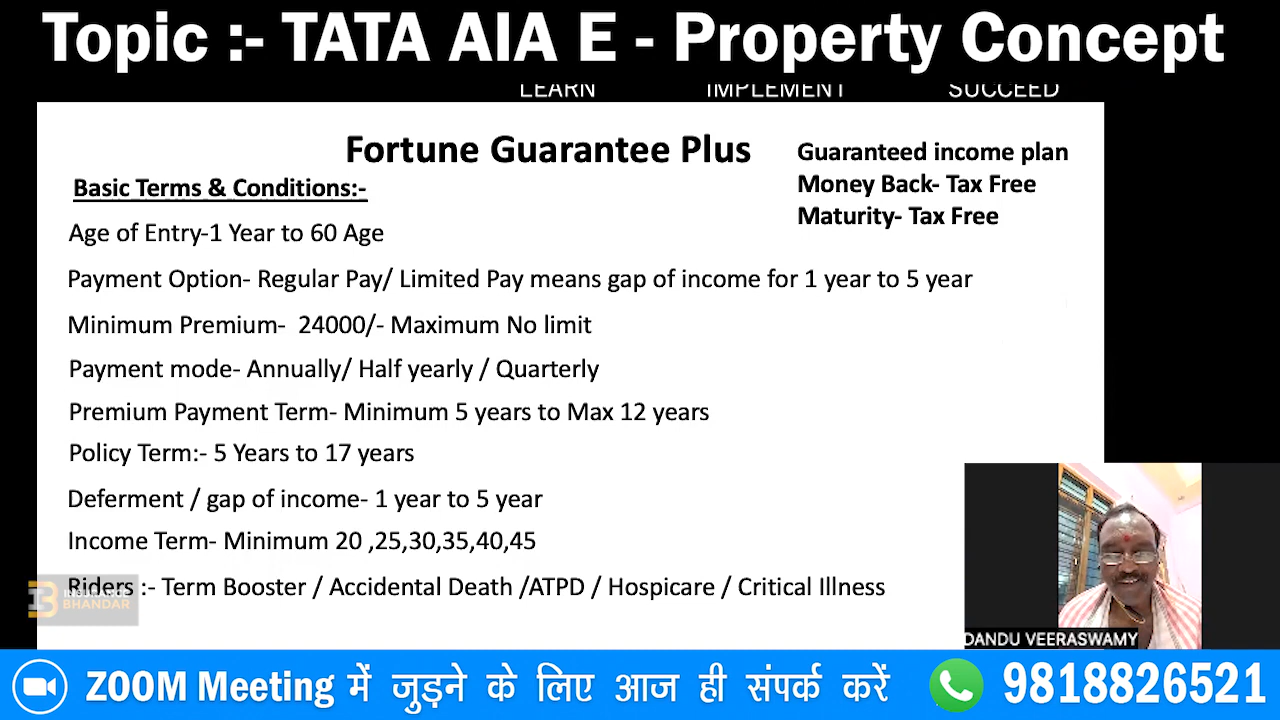 Topic :- TATA AIA E - Property Concept
LEARN IMPLEMENT SUCCEED
Fortune Guarantee Plus
Guaranteed income plan
Money Back- Tax Free
Maturity- Tax Free
Basic Terms & Conditions:-
Age of Entry-1 Year to 60 Age
Payment Option- Regular Pay/ Limited Pay means gap of income for 1 year to 5 year
Minimum Premium- 24000/- Maximum No limit
Payment mode- Annually/ Half yearly / Quarterly
Premium Payment Term- Minimum 5 years to Max 12 years
Policy Term:- 5 Years to 17 years
Deferment / gap of income- 1 year to 5 year
Income Term- Minimum 20 ,25,30,35,40,45
Riders :- Term Booster / Accidental Death /ATPD / Hospicare / Critical Illness
INSURANCE
BHANDAR
DANDU VEERASWAMY
ZOOM Meeting में जुड़ने के लिए आज ही संपर्क करें 9818826521